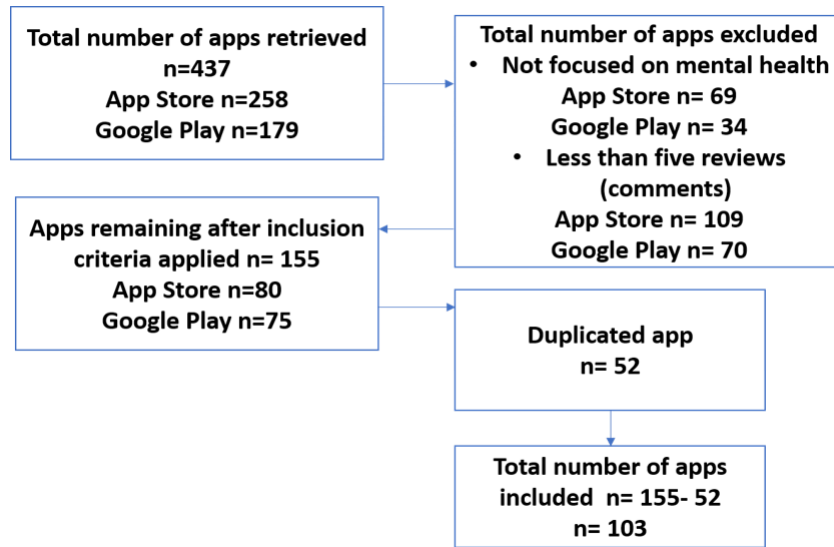 Total number of apps retrieved
n=437
App Store n=258
Google Play n=179
Total number of apps excluded
• Not focused on mental health
App Store n= 69
Google Play n= 34
• Less than five reviews
(comments)
App Store n= 109
Google Play n= 70
Apps remaining after inclusion
criteria applied n= 155
App Store n=80
Google Play n=75
Duplicated app
n= 52
Total number of apps
included n= 155- 52
n= 103